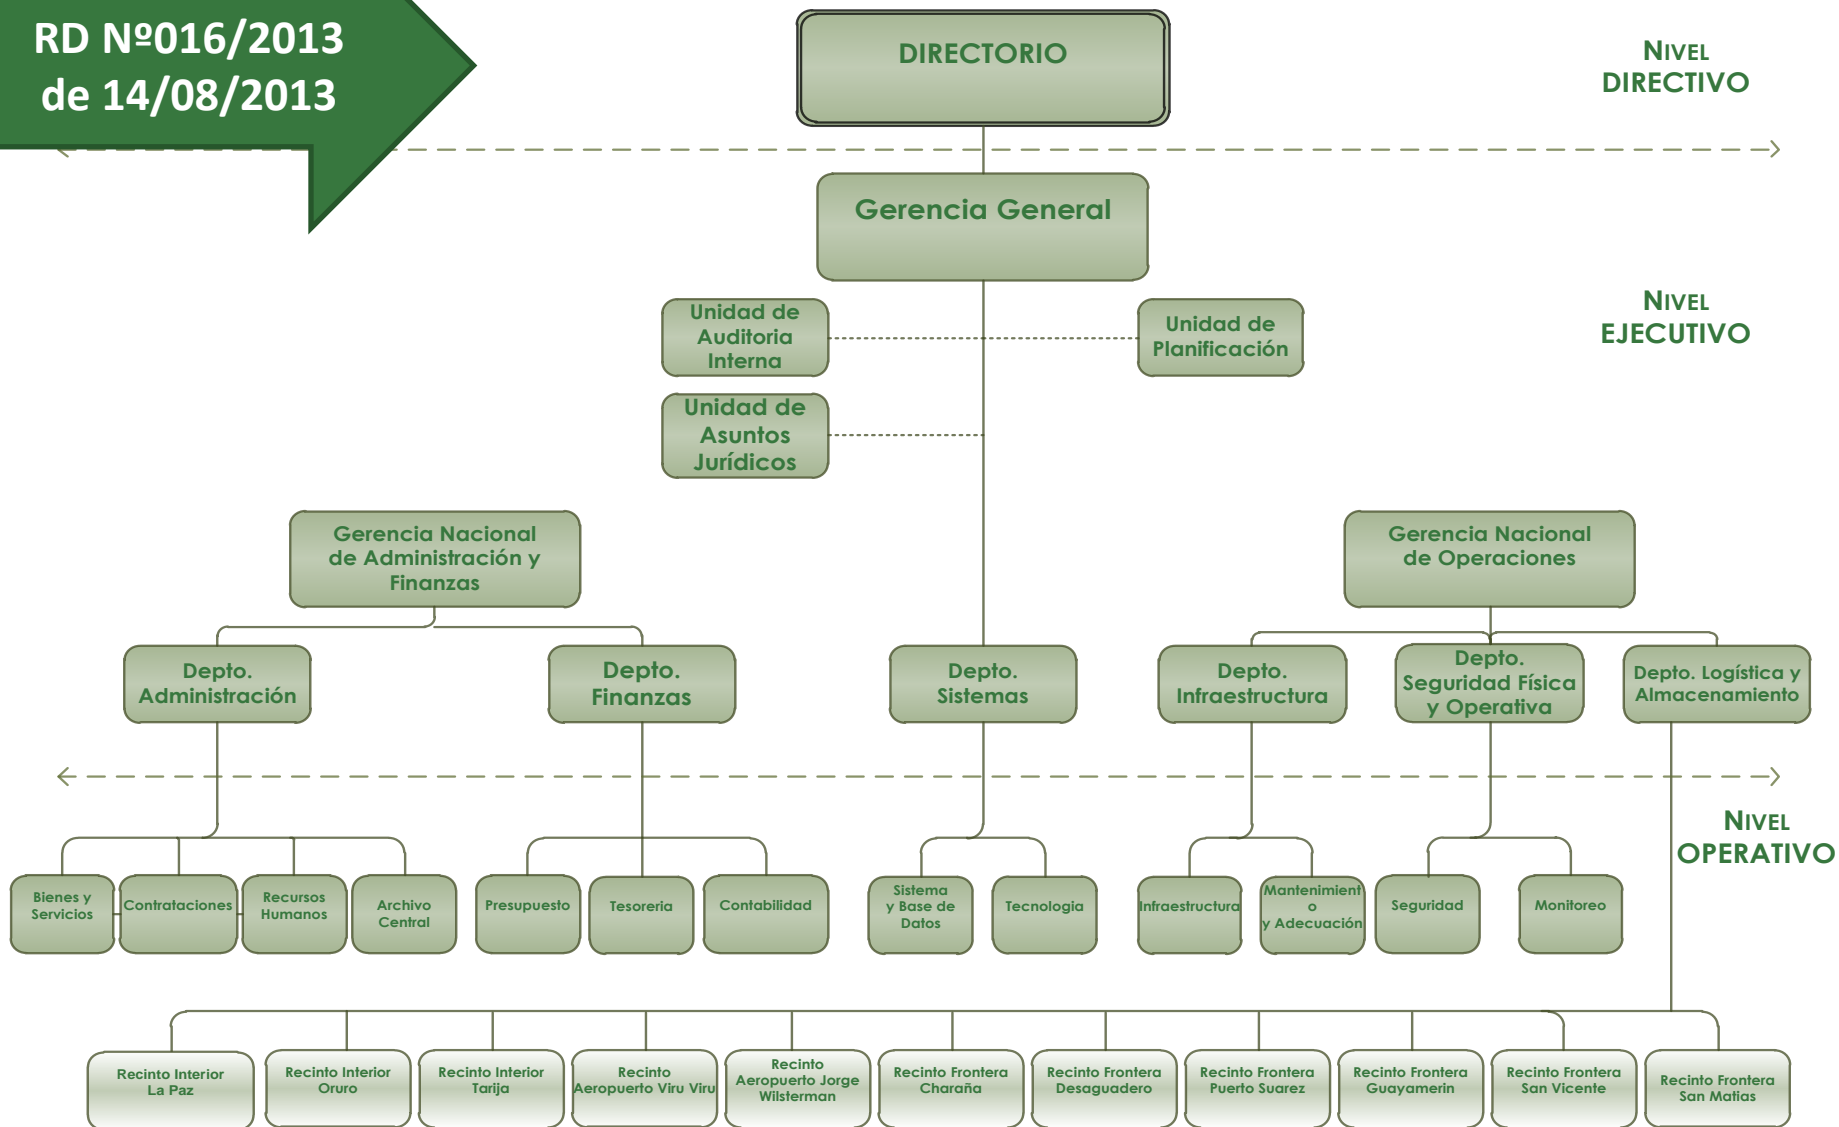 RD Nº016/2013
de 14/08/2013
DIRECTORIO
NIVEL
DIRECTIVO
Gerencia General
NIVEL
EJECUTIVO
Unidad de
Auditoria
Interna
Unidad de
Planificación
Unidad de
Asuntos
Jurídicos
Gerencia Nacional
de Administración y
Finanzas
Gerencia Nacional
de Operaciones
Depto.
Administración
Depto.
Finanzas
Depto.
Sistemas
Depto.
Infraestructura
Depto.
Seguridad Física
y Operativa
Depto. Logística y
Almacenamiento
NIVEL
OPERATIVO
Bienes y
Servicios
Contrataciones
Recursos
Humanos
Archivo
Central
Presupuesto
Tesoreria
Contabilidad
Sistema
y Base de
Datos
Tecnologia
Infraestructura
Mantenimient
o
y Adecuación
Seguridad
Monitoreo
Recinto Interior
La Paz
Recinto Interior
Oruro
Recinto Interior
Tarija
Recinto
Aeropuerto Viru Viru
Recinto
Aeropuerto Jorge
Wilsterman
Recinto Frontera
Charaña
Recinto Frontera
Desaguadero
Recinto Frontera
Puerto Suarez
Recinto Frontera
Guayamerin
Recinto Frontera
San Vicente
Recinto Frontera
San Matias